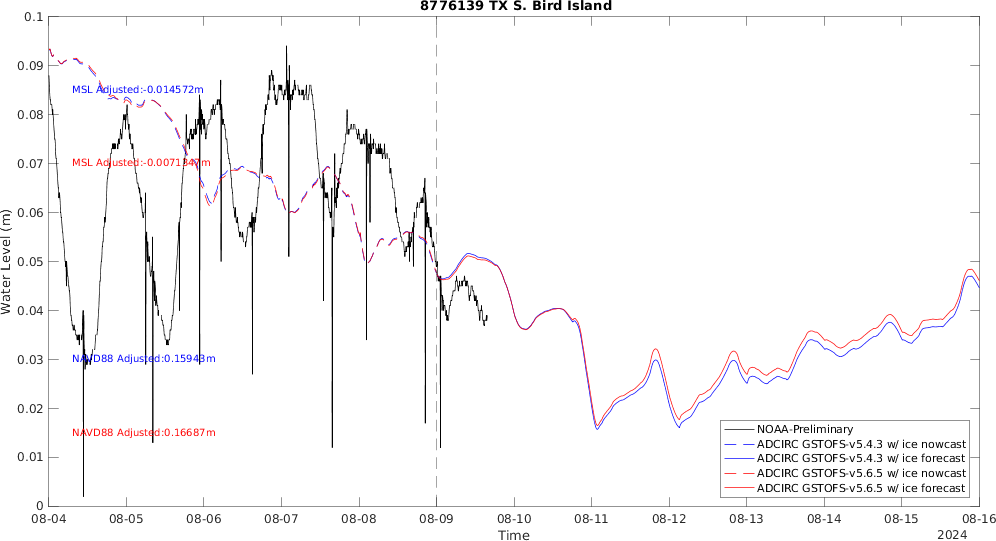 8776139 TX S. Bird Island
Water Level (m)
0.1
0.09
0.08
0.07
0.06
0.05
0.04
0.03
0.02
0.01
0
MSL Adjusted:-0.014572m
MSL Adjusted:-0.0071347m
NAVD88 Adjusted:0.15943m
NAVD88 Adjusted:0.16687m
NOAA-Preliminary
ADCIRC GSTOFS-v5.4.3 w/ ice nowcast
ADCIRC GSTOFS-v5.4.3 w/ ice forecast
ADCIRC GSTOFS-v5.6.5 w/ ice nowcast
ADCIRC GSTOFS-v5.6.5 w/ ice forecast
08-04 08-05 08-06 08-07 08-08 08-09 08-10 08-11 08-12 08-13 08-14 08-15 08-16
Time
2024